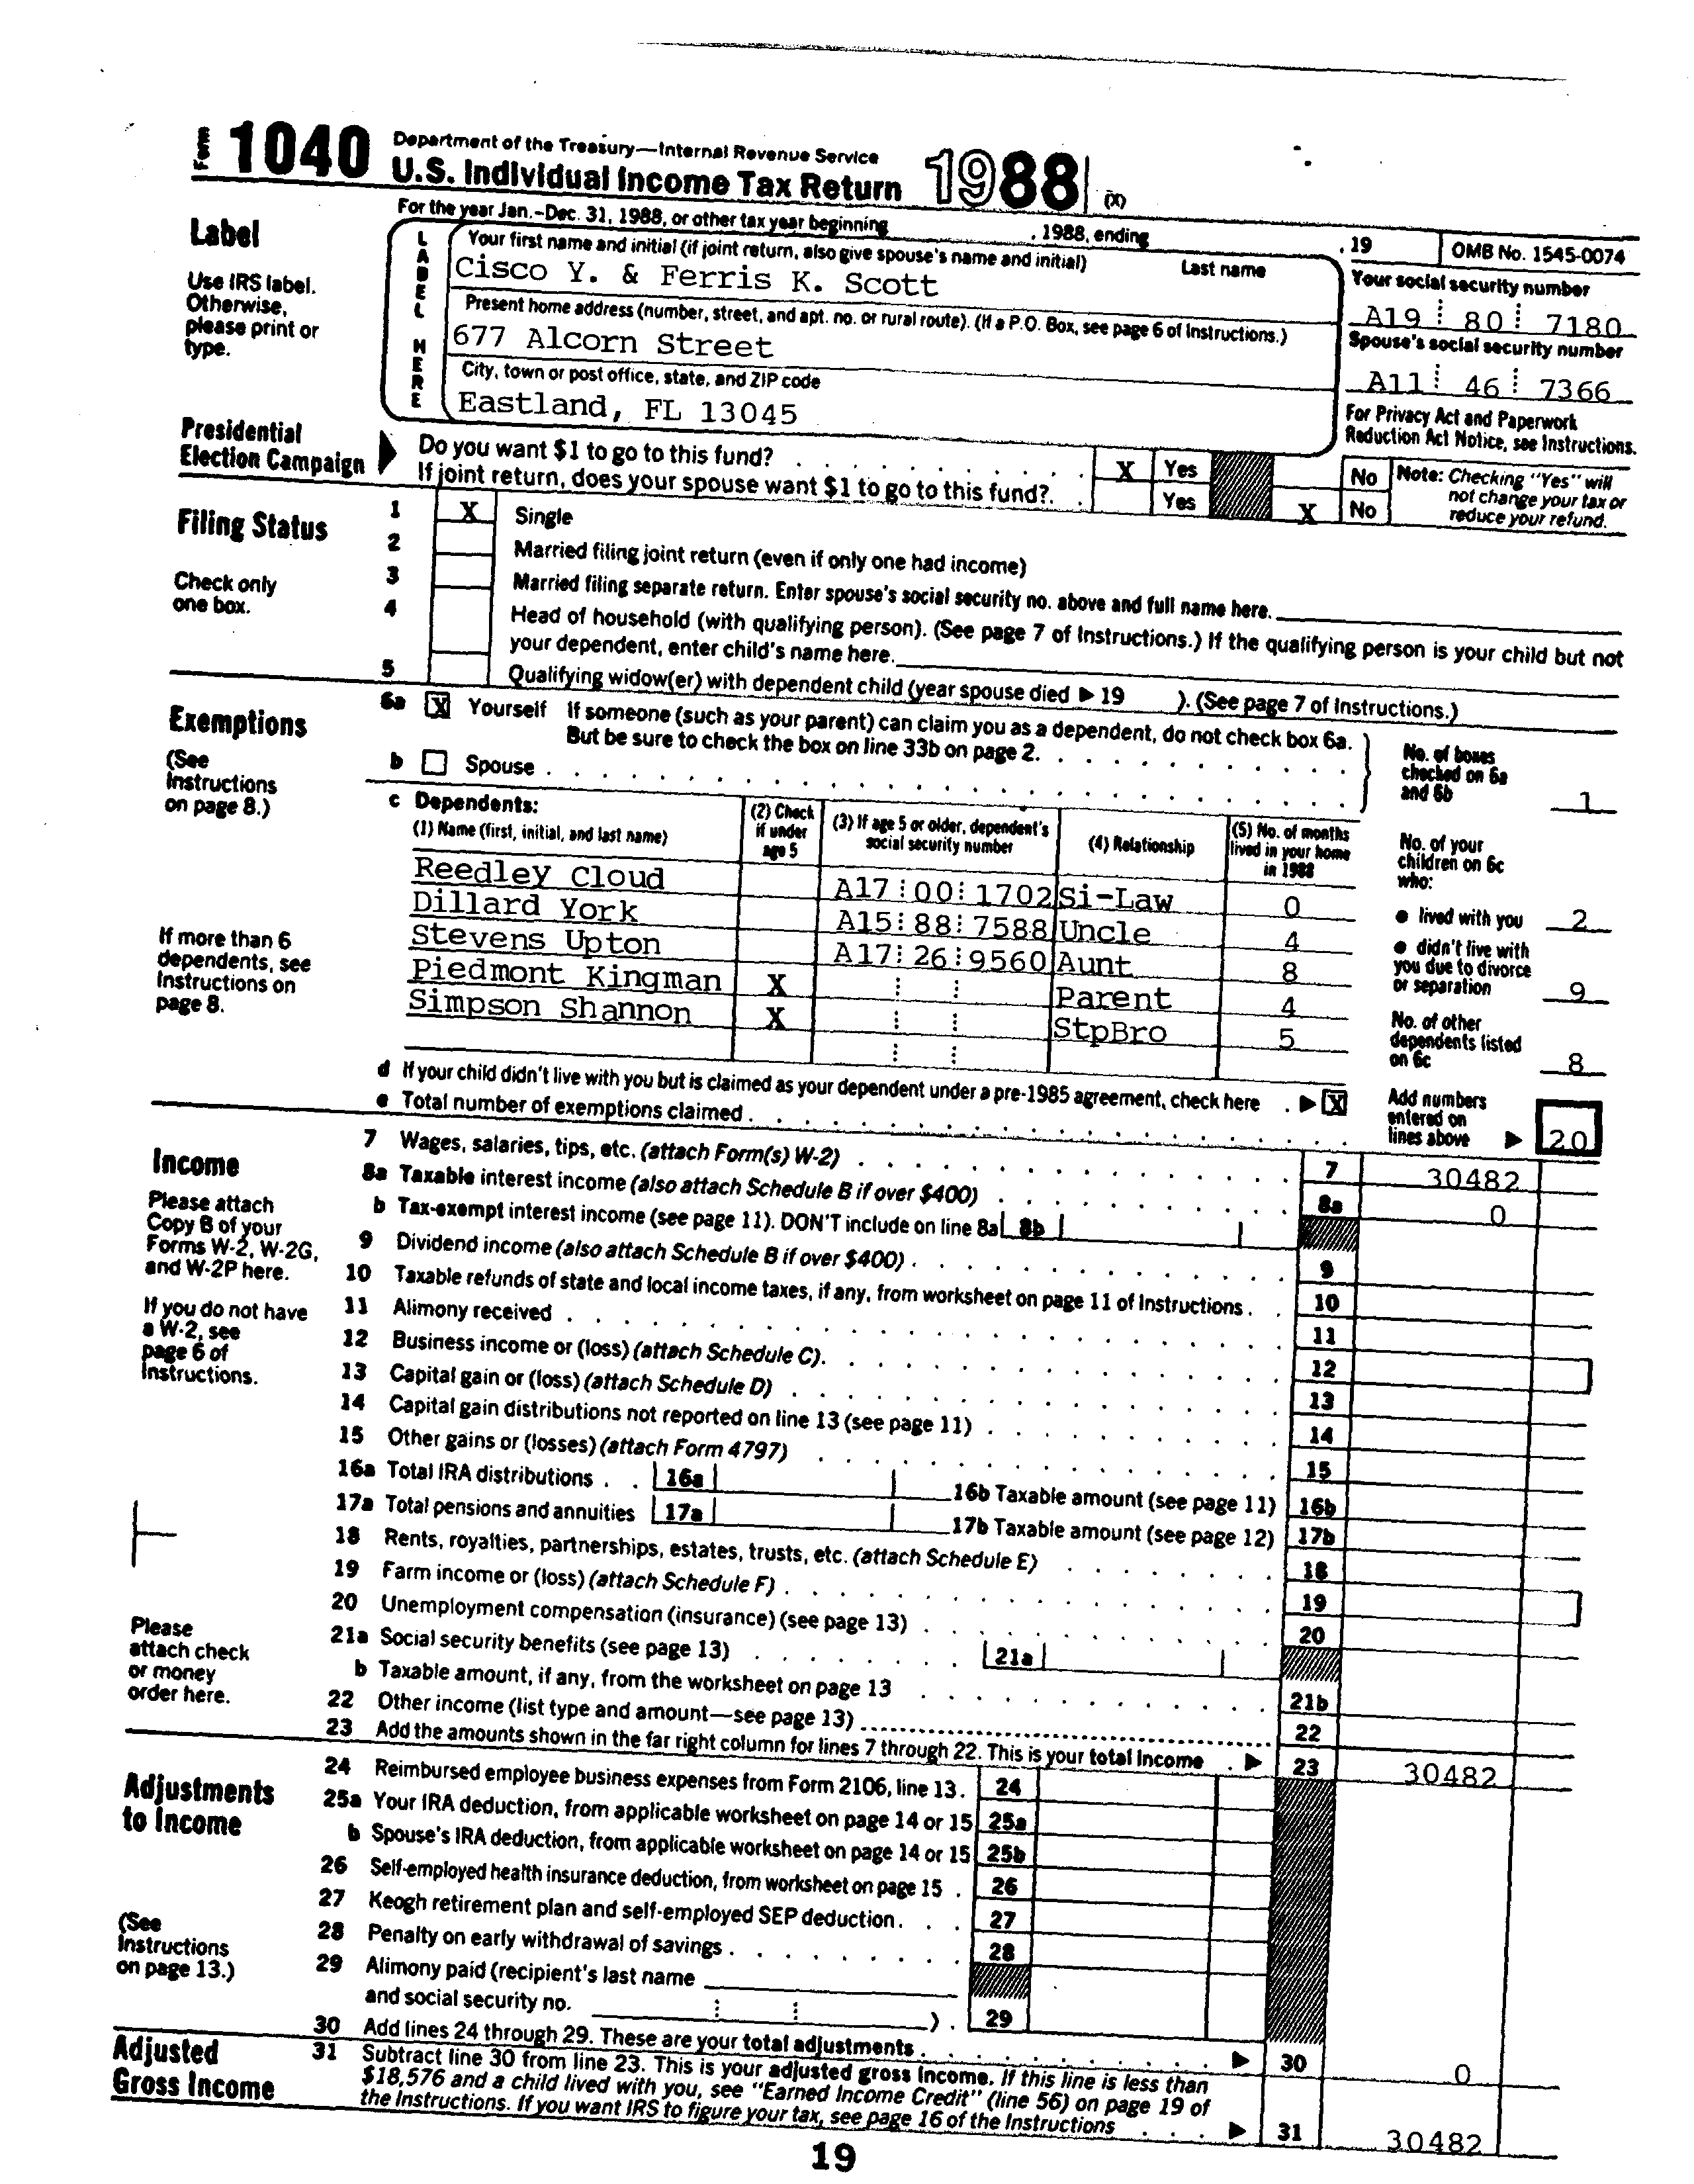 Form 1040 Department of the Treasury—Internal Revenue Service
U.S. Individual Income Tax Return 1988 (X)
For the year Jan.-Dec. 31, 1988, or other tax year beginning , 1988, ending , 19 OMB No. 1545-0074
Label
Use IRS label. Otherwise, please print or type.
LABEL HERE
Your first name and initial (if joint return, also give spouse's name and initial) Last name
Cisco Y. & Ferris K. Scott
Your social security number
A19 80 7180
Present home address (number, street, and apt. no. or rural route). (If a P.O. Box, see page 6 of Instructions.)
677 Alcorn Street
Spouse's social security number
A11 46 7366
City, town or post office, state, and ZIP code
Eastland, FL 13045
For Privacy Act and Paperwork Reduction Act Notice, see Instructions.
Presidential Election Campaign
Do you want $1 to go to this fund? X Yes No
If joint return, does your spouse want $1 to go to this fund? Yes X No
Note: Checking "Yes" will not change your tax or reduce your refund.
Filing Status
Check only one box.
1 X Single
2 Married filing joint return (even if only one had income)
3 Married filing separate return. Enter spouse's social security no. above and full name here.
4 Head of household (with qualifying person). (See page 7 of Instructions.) If the qualifying person is your child but not
your dependent, enter child's name here.
5 Qualifying widow(er) with dependent child (year spouse died ▶ 19 ). (See page 7 of Instructions.)
Exemptions
(See Instructions on page 8.)
6a X Yourself If someone (such as your parent) can claim you as a dependent, do not check box 6a.
But be sure to check the box on line 33b on page 2.
b Spouse
No. of boxes checked on 6a and 6b 1
c Dependents:
(1) Name (first, initial, and last name) (2) Check if under age 5 (3) If age 5 or older, dependent's social security number (4) Relationship (5) No. of months lived in your home in 1988
Reedley Cloud A17 00 1702 Si-Law 0
Dillard York A15 88 7588 Uncle 4
Stevens Upton A17 26 9560 Aunt 8
Piedmont Kingman X Parent 4
Simpson Shannon X StpBro 5
If more than 6 dependents, see Instructions on page 8.
No. of your children on 6c who:
● lived with you 2
● didn't live with you due to divorce or separation 9
No. of other dependents listed on 6c 8
d If your child didn't live with you but is claimed as your dependent under a pre-1985 agreement, check here ▶ X
e Total number of exemptions claimed
Add numbers entered on lines above ▶ 20
Income
Please attach Copy B of your Forms W-2, W-2G, and W-2P here.
If you do not have a W-2, see page 6 of Instructions.
7 Wages, salaries, tips, etc. (attach Form(s) W-2) 7 30482
8a Taxable interest income (also attach Schedule B if over $400) 8a 0
b Tax-exempt interest income (see page 11). DON'T include on line 8a 8b
9 Dividend income (also attach Schedule B if over $400) 9
10 Taxable refunds of state and local income taxes, if any, from worksheet on page 11 of Instructions 10
11 Alimony received 11
12 Business income or (loss) (attach Schedule C) 12
13 Capital gain or (loss) (attach Schedule D) 13
14 Capital gain distributions not reported on line 13 (see page 11) 14
15 Other gains or (losses) (attach Form 4797) 15
16a Total IRA distributions 16a 16b Taxable amount (see page 11) 16b
17a Total pensions and annuities 17a 17b Taxable amount (see page 12) 17b
18 Rents, royalties, partnerships, estates, trusts, etc. (attach Schedule E) 18
19 Farm income or (loss) (attach Schedule F) 19
20 Unemployment compensation (insurance) (see page 13) 20
21a Social security benefits (see page 13) 21a
b Taxable amount, if any, from the worksheet on page 13 21b
22 Other income (list type and amount—see page 13) 22
23 Add the amounts shown in the far right column for lines 7 through 22. This is your total income ▶ 23 30482
Please attach check or money order here.
Adjustments to Income
(See Instructions on page 13.)
24 Reimbursed employee business expenses from Form 2106, line 13. 24
25a Your IRA deduction, from applicable worksheet on page 14 or 15 25a
b Spouse's IRA deduction, from applicable worksheet on page 14 or 15 25b
26 Self-employed health insurance deduction, from worksheet on page 15 26
27 Keogh retirement plan and self-employed SEP deduction 27
28 Penalty on early withdrawal of savings 28
29 Alimony paid (recipient's last name
and social security no. ) 29
30 Add lines 24 through 29. These are your total adjustments ▶ 30 0
Adjusted Gross Income
31 Subtract line 30 from line 23. This is your adjusted gross income. If this line is less than
$18,576 and a child lived with you, see "Earned Income Credit" (line 56) on page 19 of
the Instructions. If you want IRS to figure your tax, see page 16 of the Instructions ▶ 31 30482
19